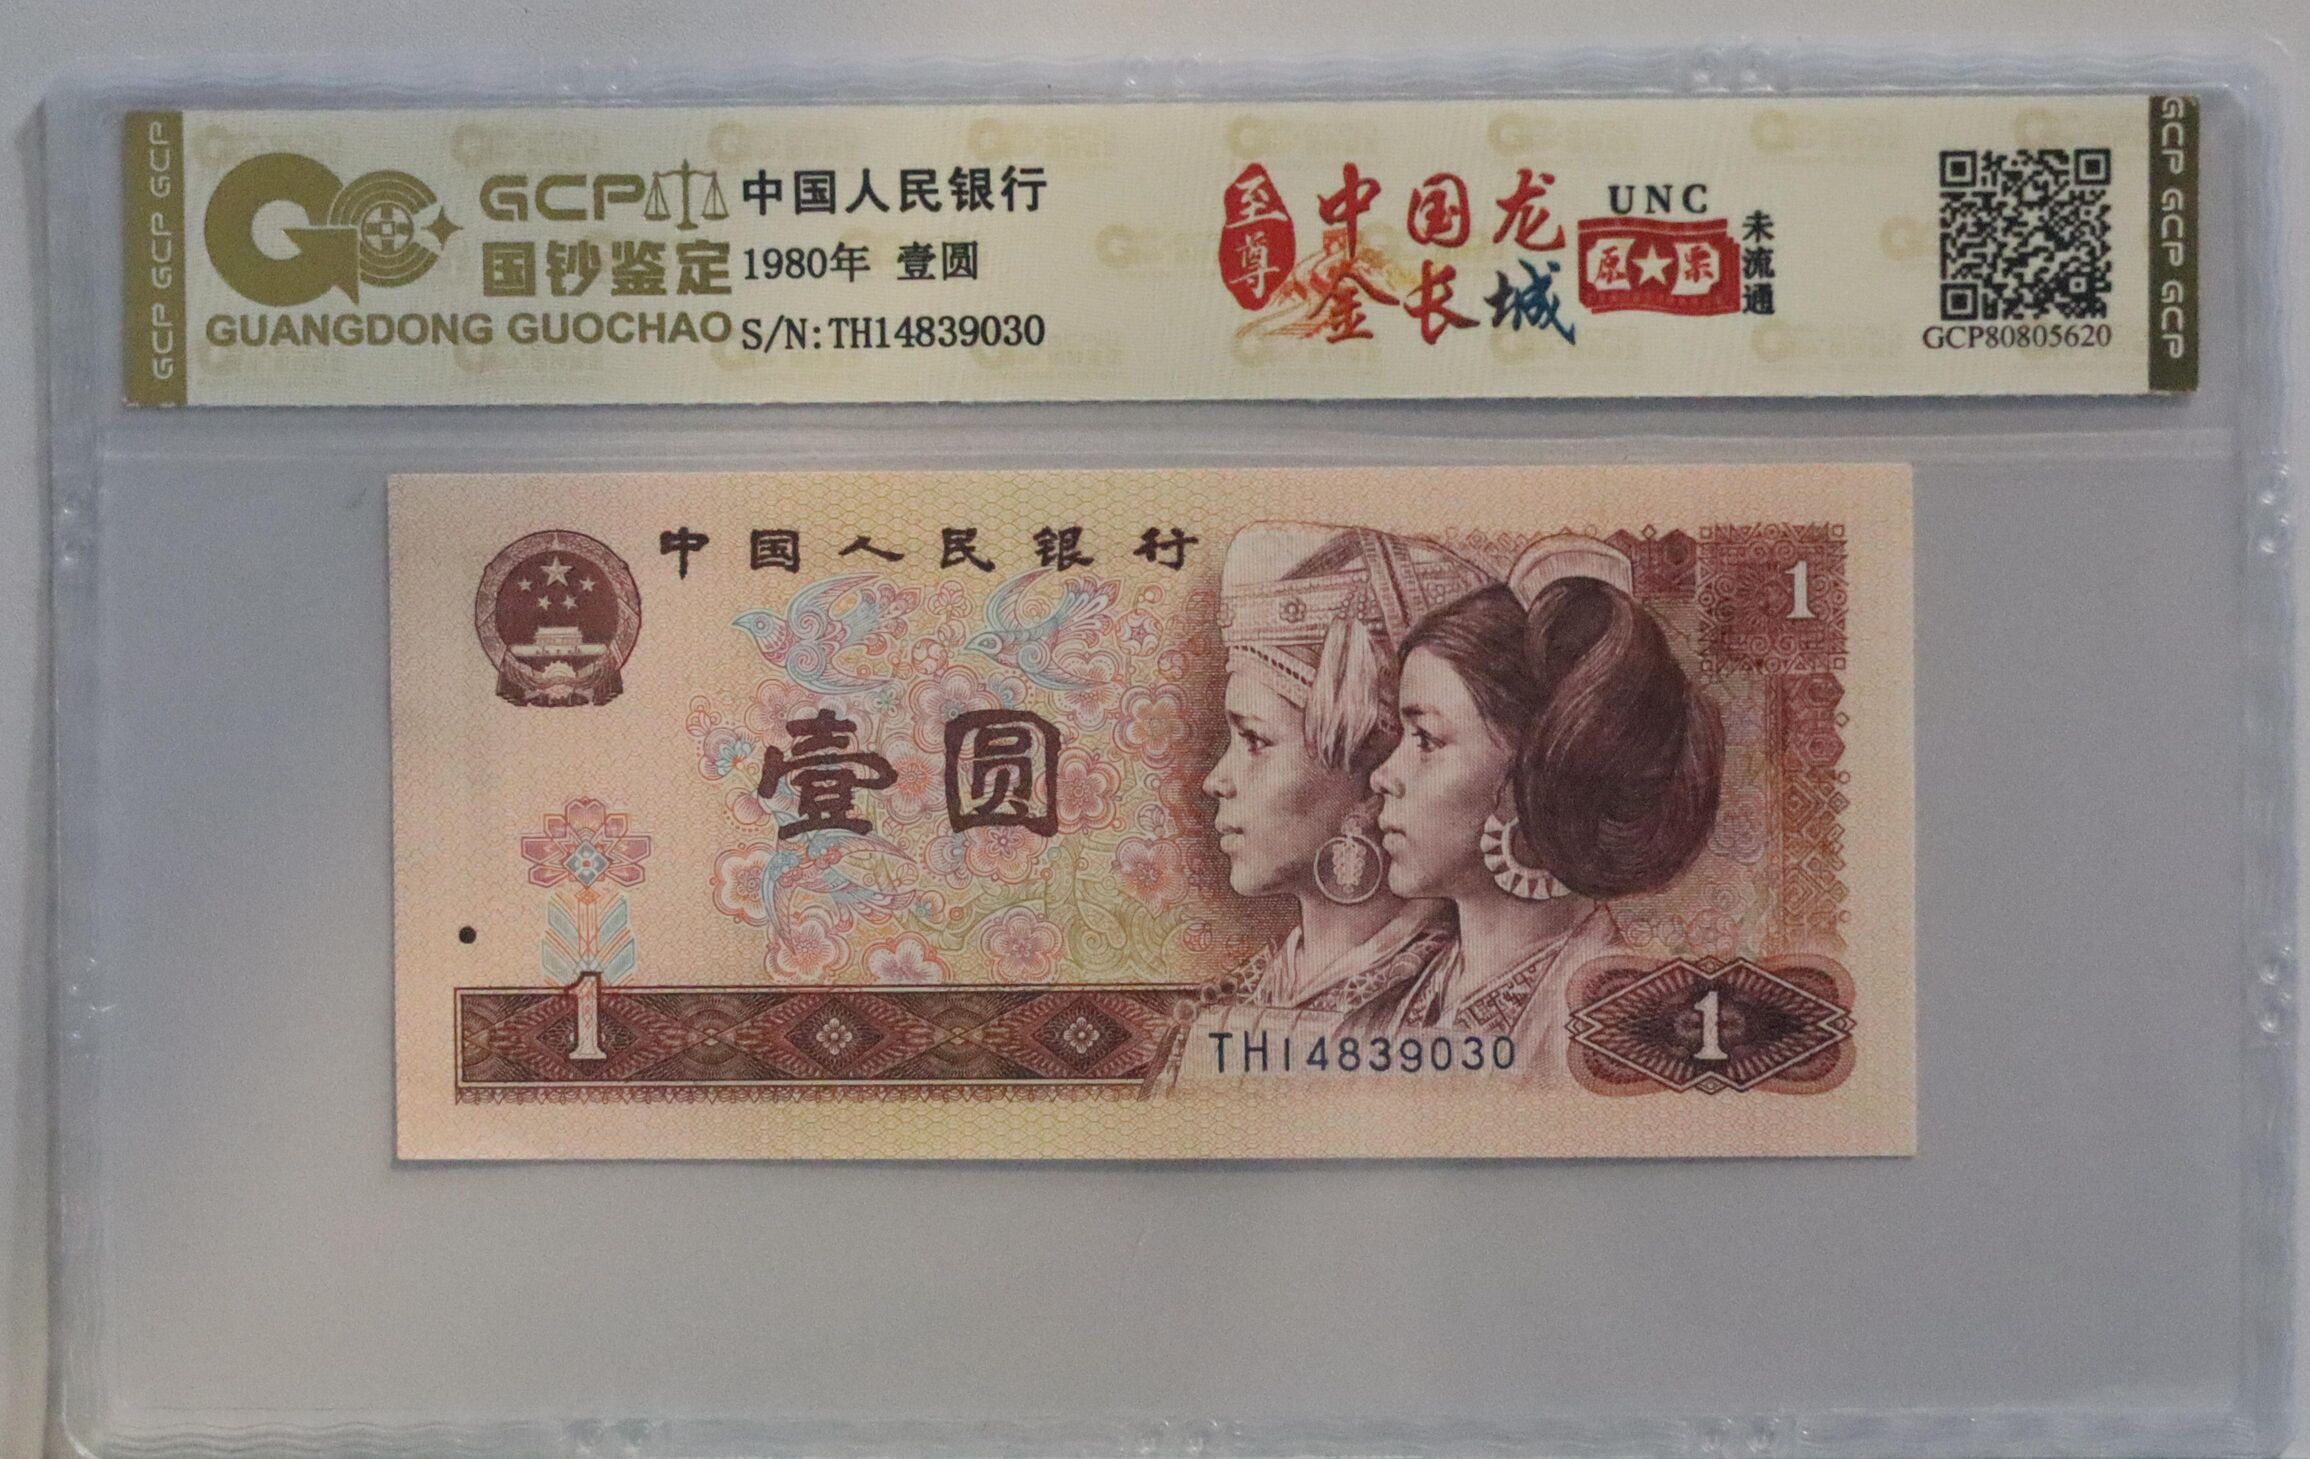 GCP GCP GCP
GCP
国钞鉴定
GUANGDONG GUOCHAO
中国人民银行
1980年 壹圆
S/N:TH14839030
至尊
中国龙
金长城
UNC
原★票
未流通
GCP80805620
GCP GCP GCP
中国人民银行
1
壹圆
1
TH14839030
1